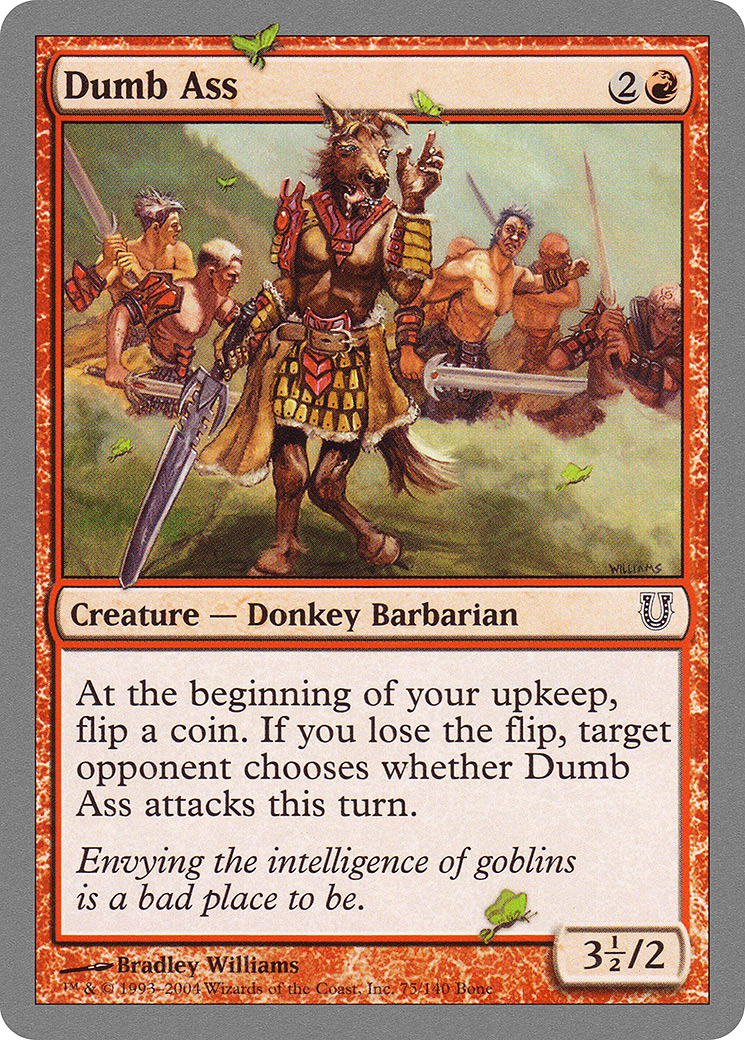 Dumb Ass
2
WILLIAMS
Creature — Donkey Barbarian
At the beginning of your upkeep,
flip a coin. If you lose the flip, target
opponent chooses whether Dumb
Ass attacks this turn.
Envying the intelligence of goblins
is a bad place to be.
3½/2
Bradley Williams
™ & © 1993–2004 Wizards of the Coast, Inc. 75/140 Bone